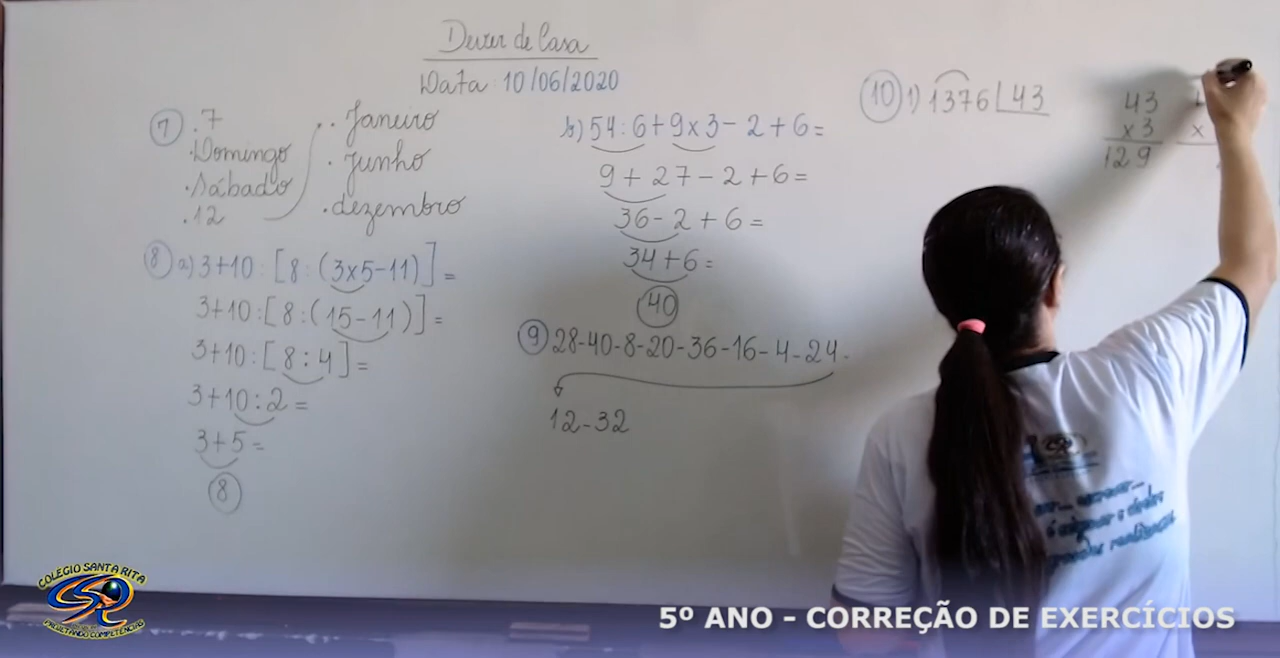 Dever de Casa
Data: 10/06/2020
7 .7
.Domingo
.Sábado
.12
. Janeiro
. Junho
.dezembro
8 a) 3+10:[8:(3x5-11)]=
3+10:[8:(15-11)]=
3+10:[8:4]=
3+10:2=
3+5=
8
b) 54:6+9x3-2+6=
9+27-2+6=
36-2+6=
34+6=
40
9 28-40-8-20-36-16-4-24-
12-32
10 1) 1376 43
43
x3
129
x
COLÉGIO SANTA RITA
PROJETANDO COMPETÊNCIAS
5º ANO - CORREÇÃO DE EXERCÍCIOS